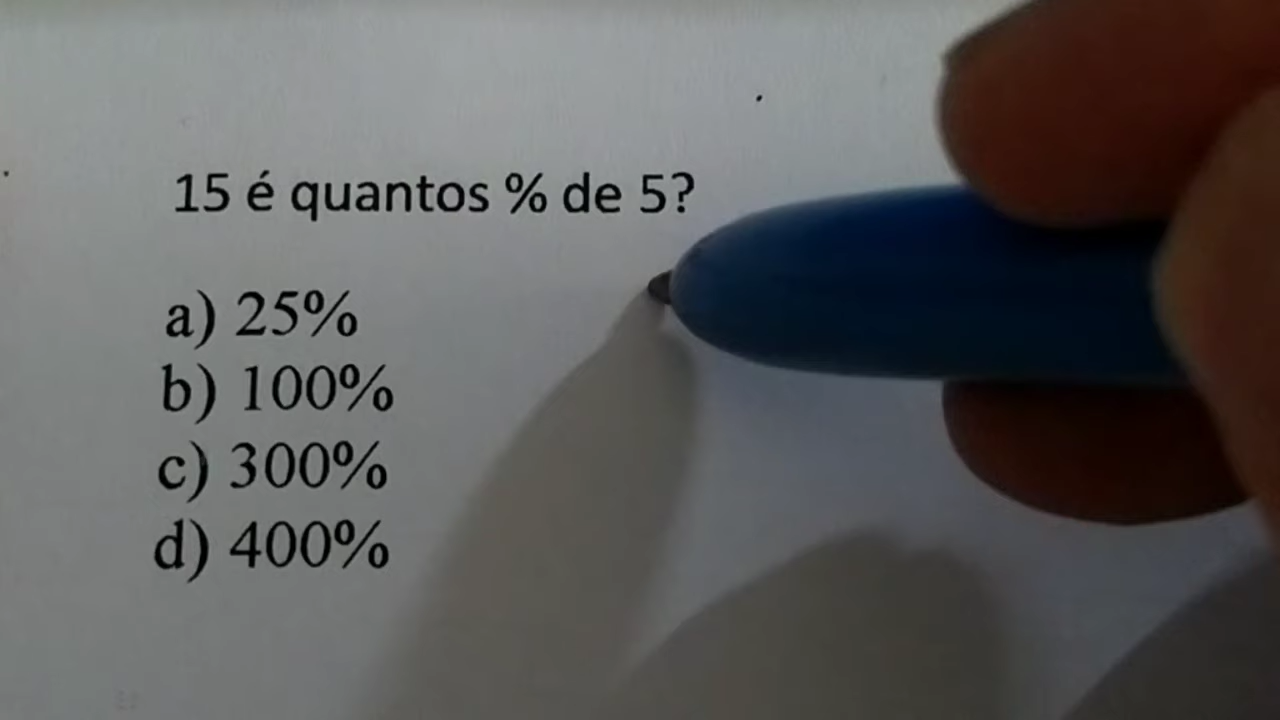 15 é quantos % de 5?
a) 25%
b) 100%
c) 300%
d) 400%